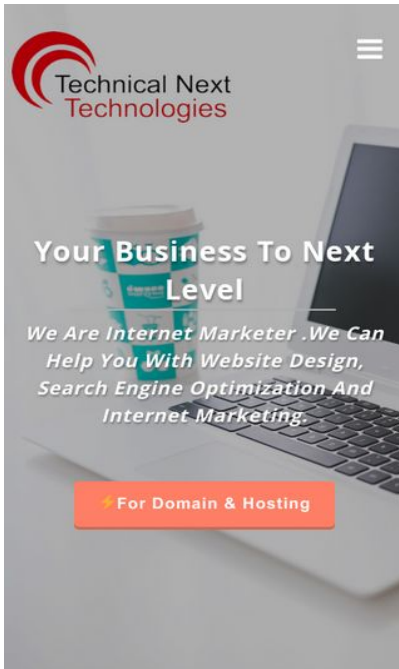 Technical Next
Technologies
Your Business To Next
Level
We Are Internet Marketer .We Can
Help You With Website Design,
Search Engine Optimization And
Internet Marketing.
⚡For Domain & Hosting